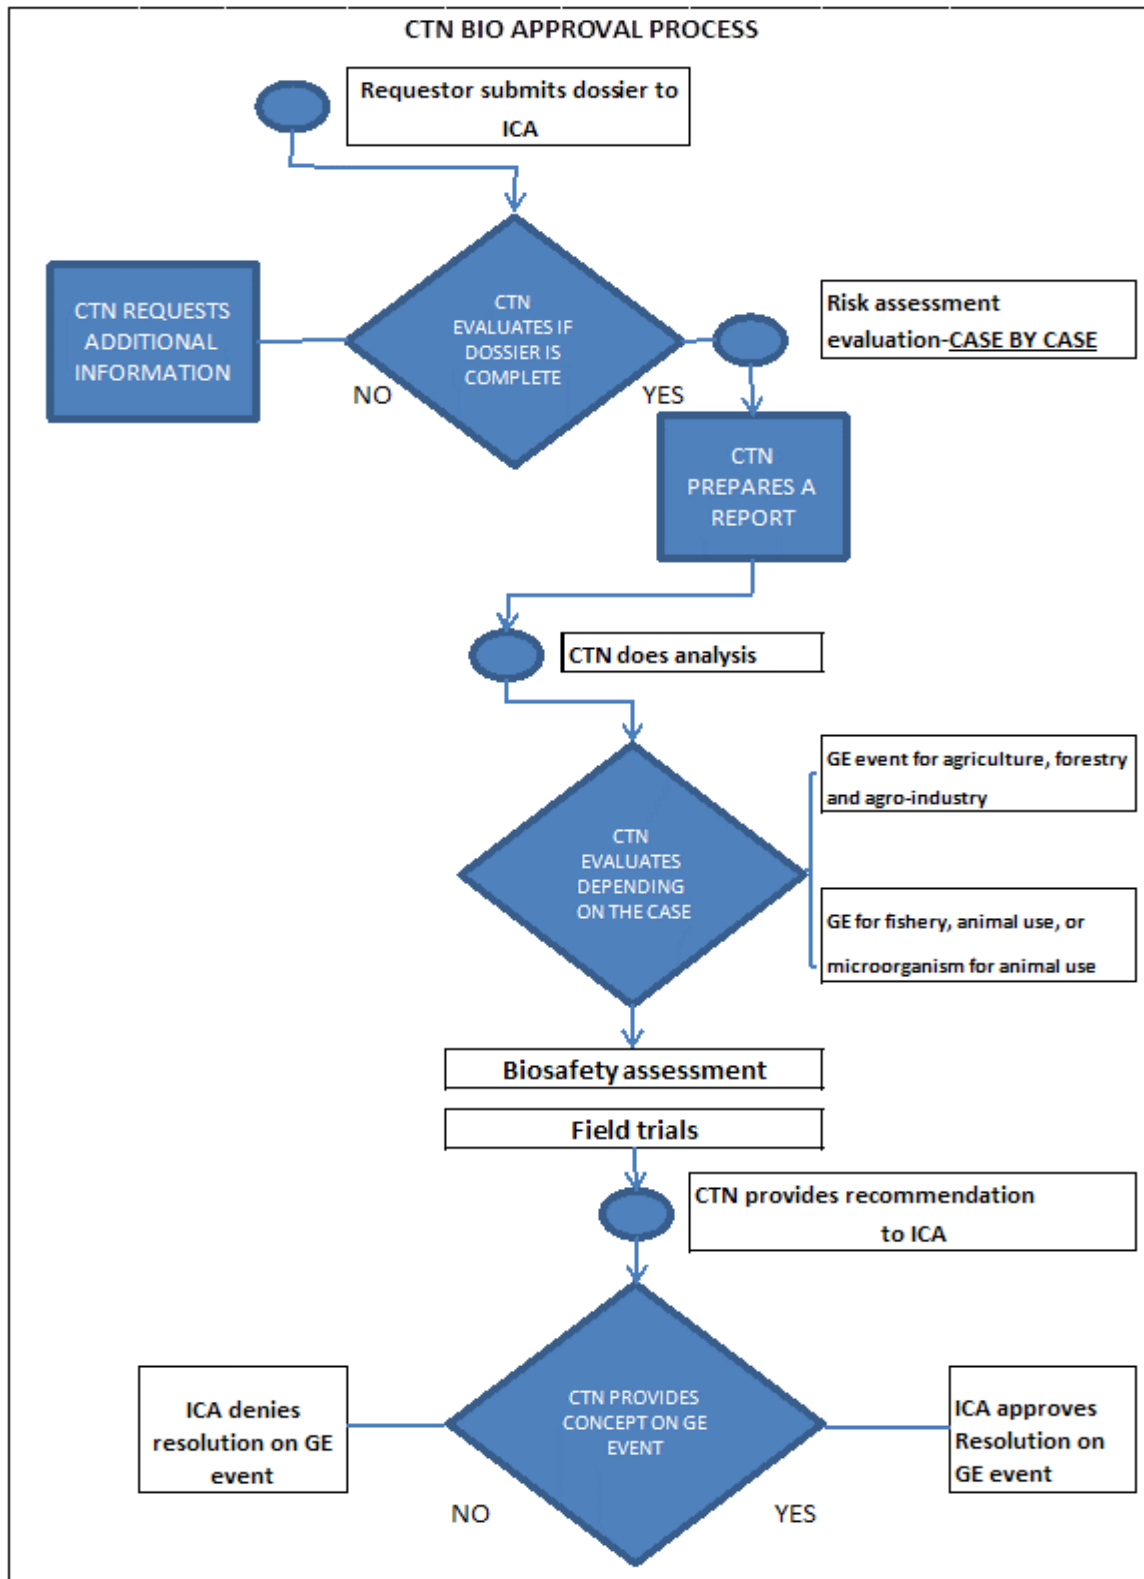 CTN BIO APPROVAL PROCESS
Requestor submits dossier to
ICA
CTN REQUESTS
ADDITIONAL
INFORMATION
CTN
EVALUATES IF
DOSSIER IS
COMPLETE
NO
YES
Risk assessment
evaluation-CASE BY CASE
CTN
PREPARES A
REPORT
CTN does analysis
CTN
EVALUATES
DEPENDING
ON THE CASE
GE event for agriculture, forestry
and agro-industry
GE for fishery, animal use, or
microorganism for animal use
Biosafety assessment
Field trials
CTN provides recommendation
to ICA
ICA denies
resolution on GE
event
CTN PROVIDES
CONCEPT ON GE
EVENT
ICA approves
Resolution on
GE event
NO
YES